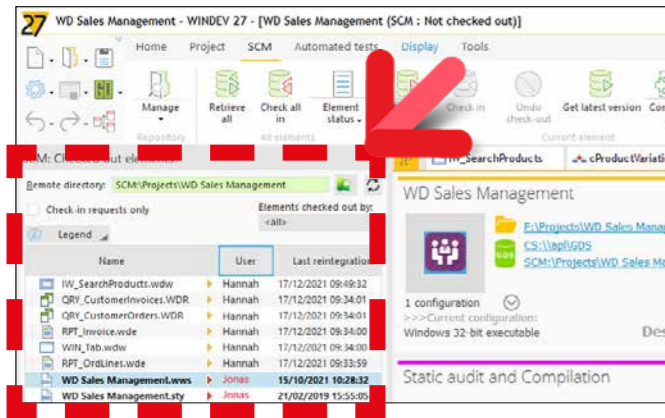 27 WD Sales Management - WINDEV 27 - [WD Sales Management (SCM : Not checked out)]
Home Project SCM Automated tests Display Tools
Manage
Retrieve all
Check all in
Element status
Check in
Undo check-out
Get latest version
Repository
All elements
Current element
SCM: Checked out elements
Remote directory: SCM:\Projects\WD Sales Management
Check-in requests only
Elements checked out by:
<all>
Legend
Name User Last reintegration
IW_SearchProducts.wdw Hannah 17/12/2021 09:49:32
QRY_CustomerInvoices.WDR Hannah 17/12/2021 09:34:01
QRY_CustomerOrders.WDR Hannah 17/12/2021 09:34:01
RPT_Invoice.wde Hannah 17/12/2021 09:34:00
WIN_Tab.wdw Hannah 17/12/2021 09:34:00
RPT_OrdLines.wde Hannah 17/12/2021 09:33:59
WD Sales Management.wws Jonas 15/10/2021 10:28:32
WD Sales Management.sty Jonas 21/02/2019 15:55:05
IW_SearchProducts cProductVariati
WD Sales Management
F:\Projects\WD Sales Manag
GDS CS:\\apl\GDS
SCM:\Projects\WD Sales Ma
1 configuration
>>>Current configuration:
Windows 32-bit executable
Des
Static audit and Compilation